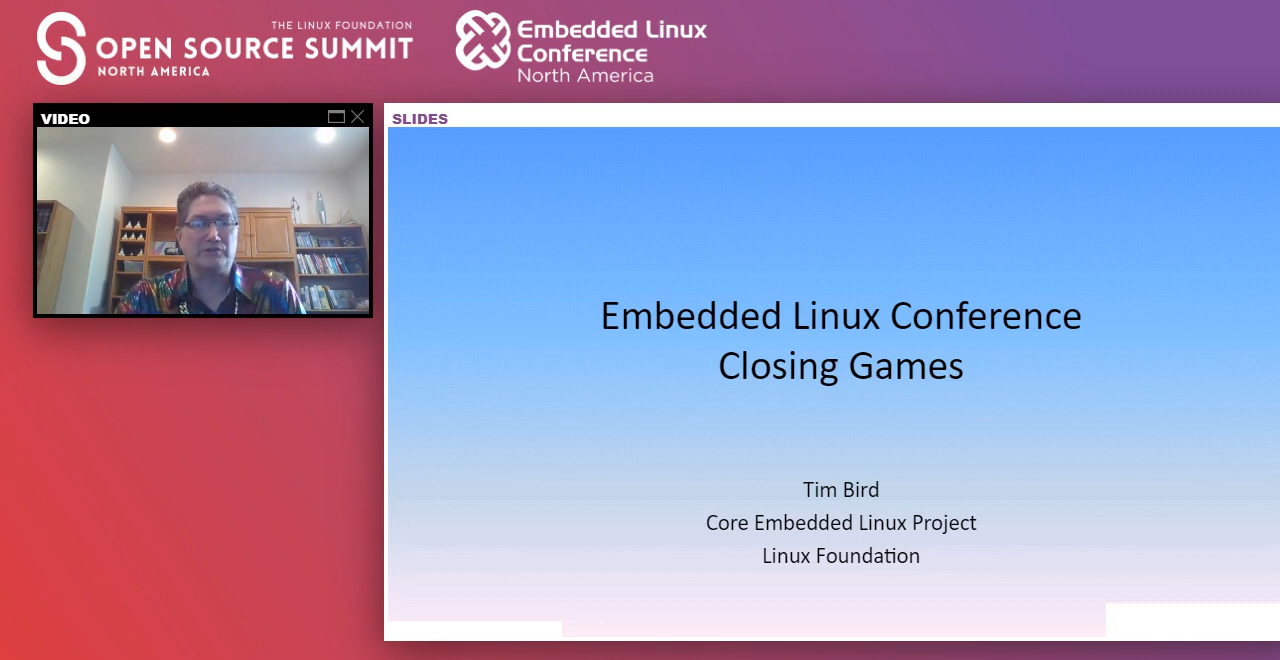 THE LINUX FOUNDATION
OPEN SOURCE SUMMIT
NORTH AMERICA
Embedded Linux
Conference
North America
VIDEO
SLIDES
Embedded Linux Conference
Closing Games
Tim Bird
Core Embedded Linux Project
Linux Foundation